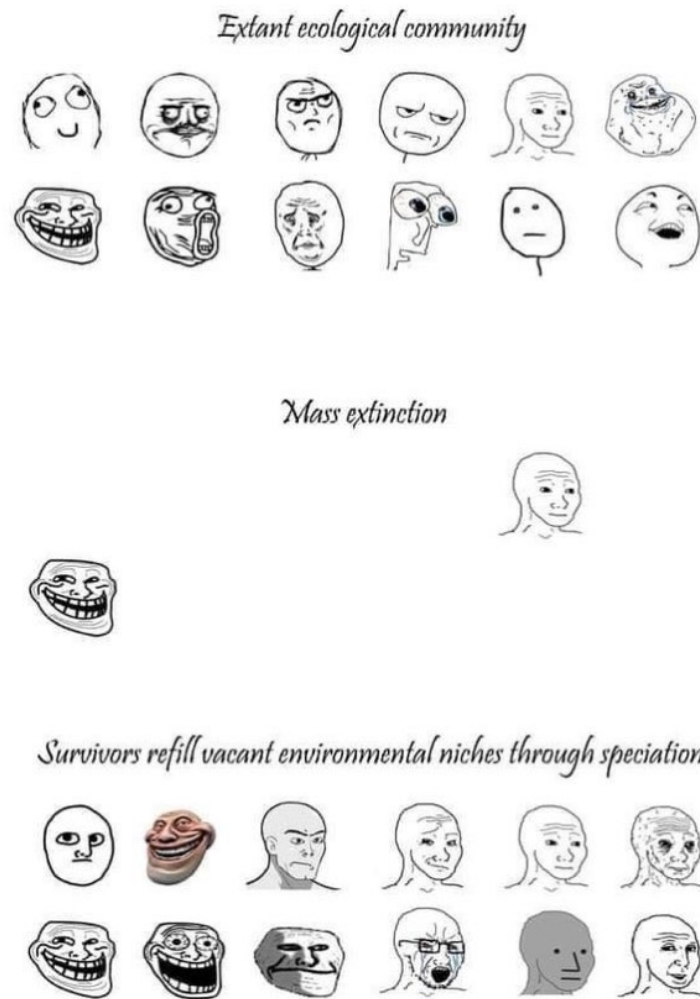 Extant ecological community
Mass extinction
Survivors refill vacant environmental niches through speciation